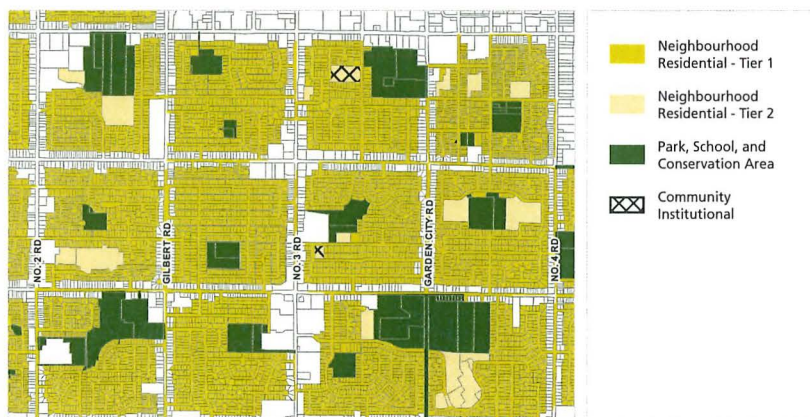 NO. 2 RD
GILBERT RD
NO. 3 RD
GARDEN CITY RD
NO. 4 RD
Neighbourhood
Residential - Tier 1
Neighbourhood
Residential - Tier 2
Park, School, and
Conservation Area
Community
Institutional